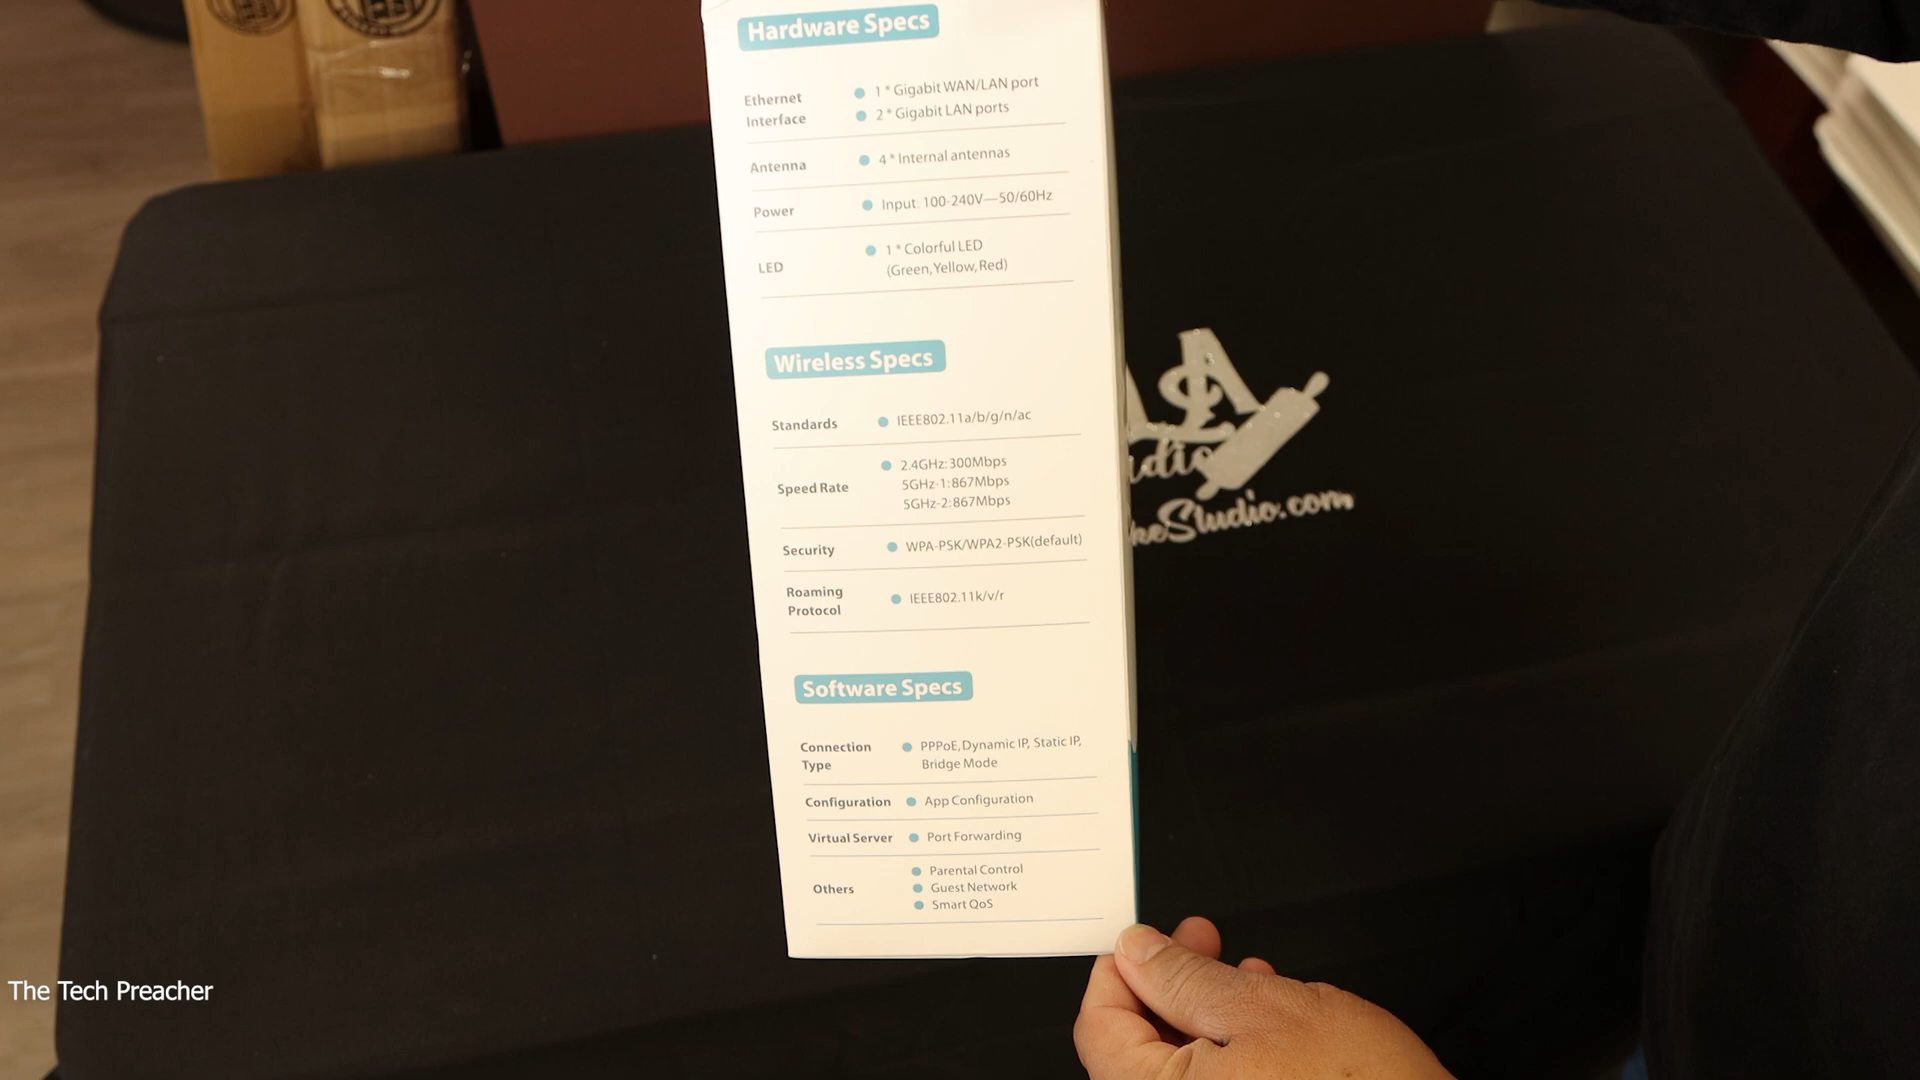 Hardware Specs
Ethernet Interface
1 * Gigabit WAN/LAN port
2 * Gigabit LAN ports
Antenna
4 * Internal antennas
Power
Input: 100-240V—50/60Hz
LED
1 * Colorful LED
(Green,Yellow,Red)
Wireless Specs
Standards
IEEE802.11a/b/g/n/ac
Speed Rate
2.4GHz:300Mbps
5GHz-1:867Mbps
5GHz-2:867Mbps
Security
WPA-PSK/WPA2-PSK(default)
Roaming
Protocol
IEEE802.11k/v/r
Software Specs
Connection
Type
PPPoE,Dynamic IP, Static IP,
Bridge Mode
Configuration
App Configuration
Virtual Server
Port Forwarding
Others
Parental Control
Guest Network
Smart QoS
The Tech Preacher